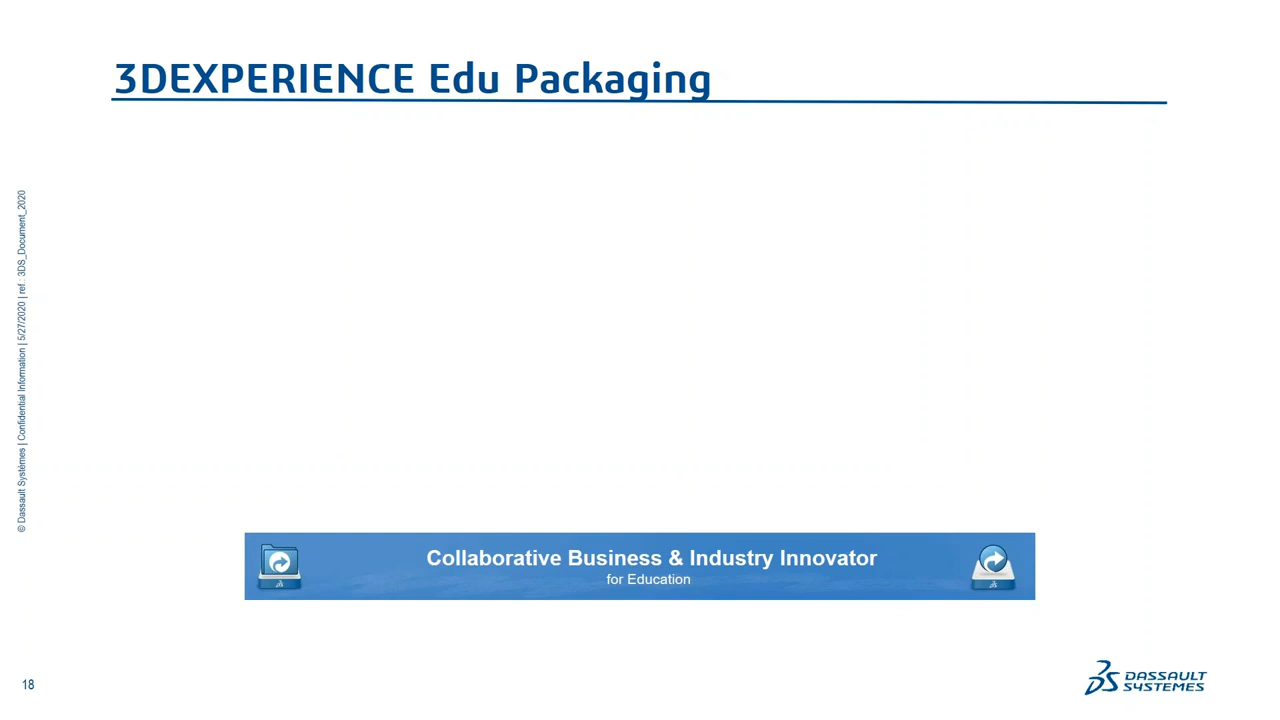 3DEXPERIENCE Edu Packaging
© Dassault Systèmes | Confidential Information | 5/27/2020 | ref.: 3DS_Document_2020
Collaborative Business & Industry Innovator
for Education
18
DASSAULT
SYSTEMES